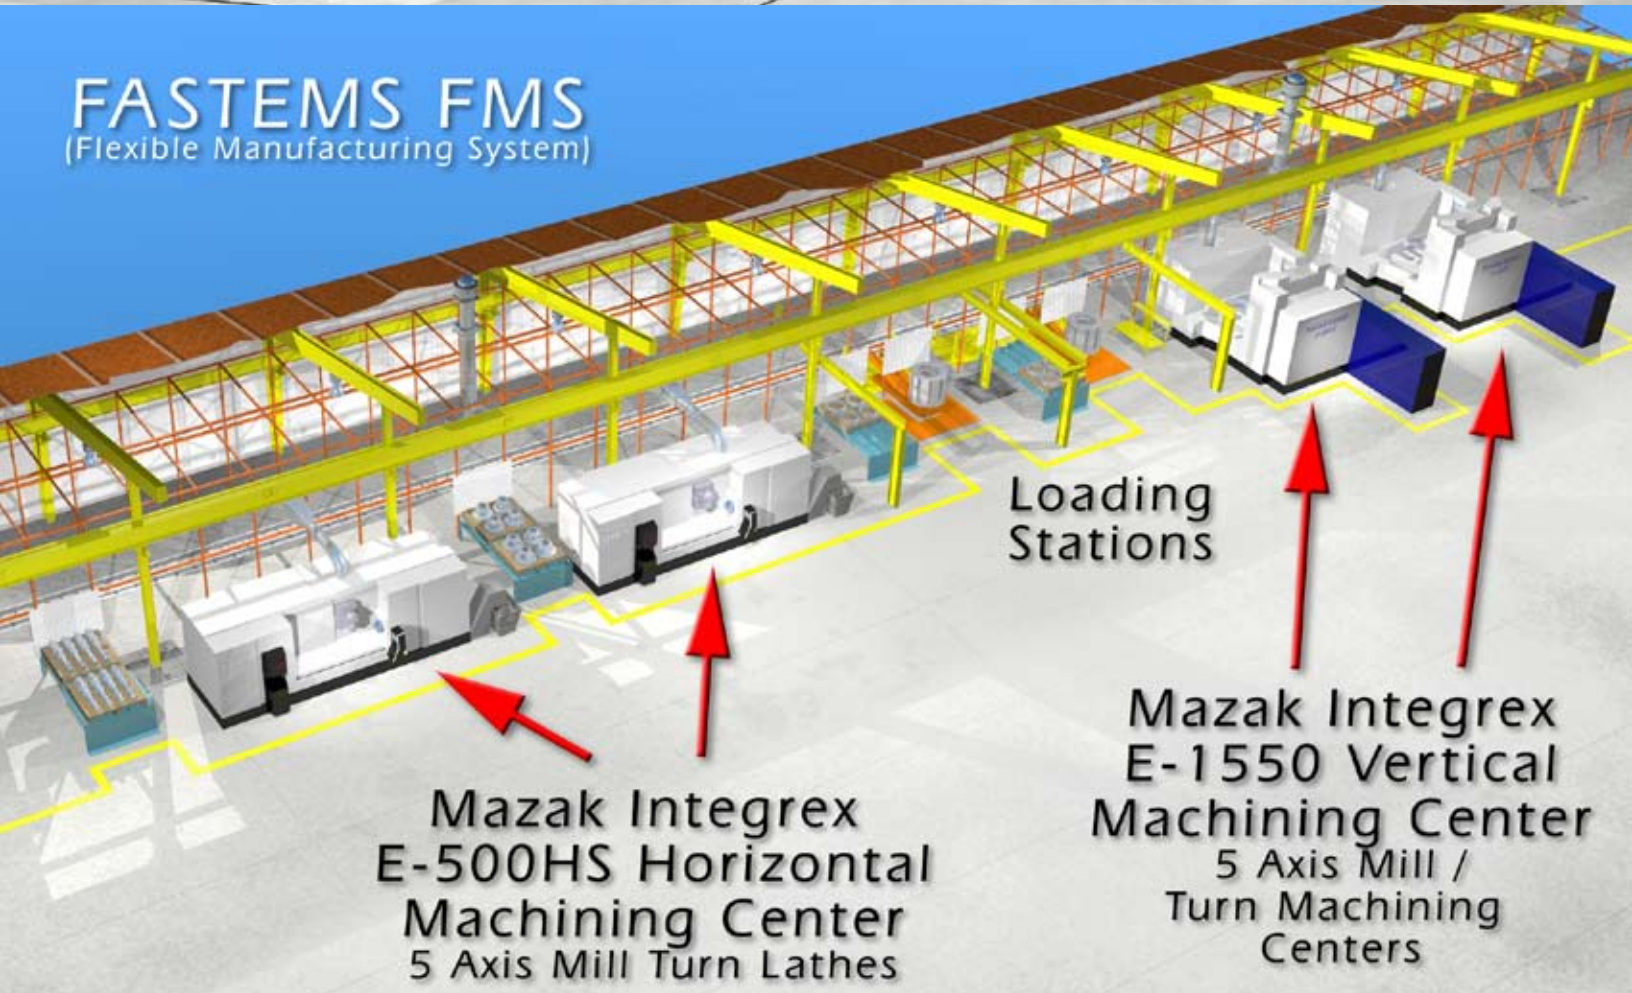 FASTEMS FMS
(Flexible Manufacturing System)
Loading
Stations
Mazak Integrex
E-500HS Horizontal
Machining Center
5 Axis Mill Turn Lathes
Mazak Integrex
E-1550 Vertical
Machining Center
5 Axis Mill /
Turn Machining
Centers